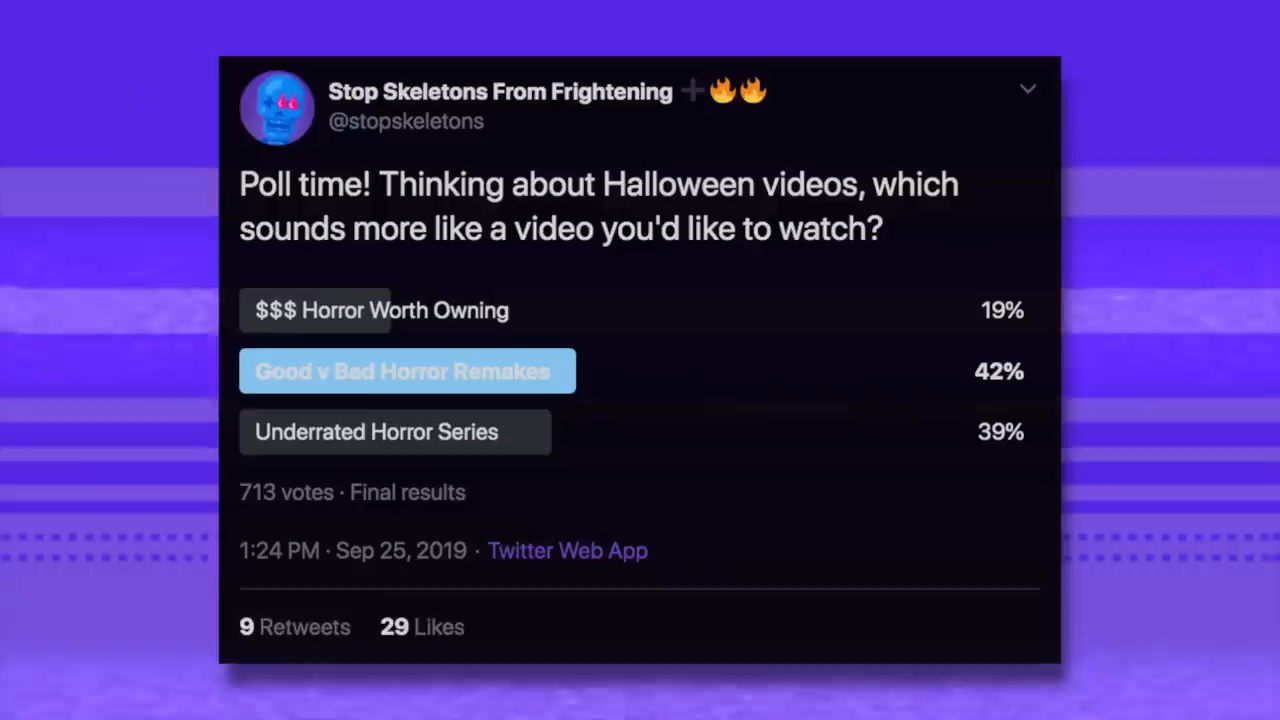 Stop Skeletons From Frightening ➕🔥🔥
@stopskeletons
Poll time! Thinking about Halloween videos, which
sounds more like a video you'd like to watch?
$$$ Horror Worth Owning 19%
Good v Bad Horror Remakes 42%
Underrated Horror Series 39%
713 votes · Final results
1:24 PM · Sep 25, 2019 · Twitter Web App
9 Retweets 29 Likes